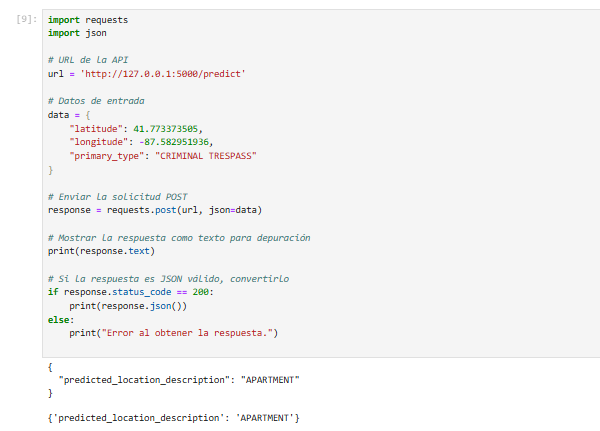 [9]:
import requests
import json
# URL de la API
url = 'http://127.0.0.1:5000/predict'
# Datos de entrada
data = {
    "latitude": 41.773373505,
    "longitude": -87.582951936,
    "primary_type": "CRIMINAL TRESPASS"
}
# Enviar la solicitud POST
response = requests.post(url, json=data)
# Mostrar la respuesta como texto para depuración
print(response.text)
# Si la respuesta es JSON válido, convertirlo
if response.status_code == 200:
    print(response.json())
else:
    print("Error al obtener la respuesta.")
{
  "predicted_location_description": "APARTMENT"
}
{'predicted_location_description': 'APARTMENT'}